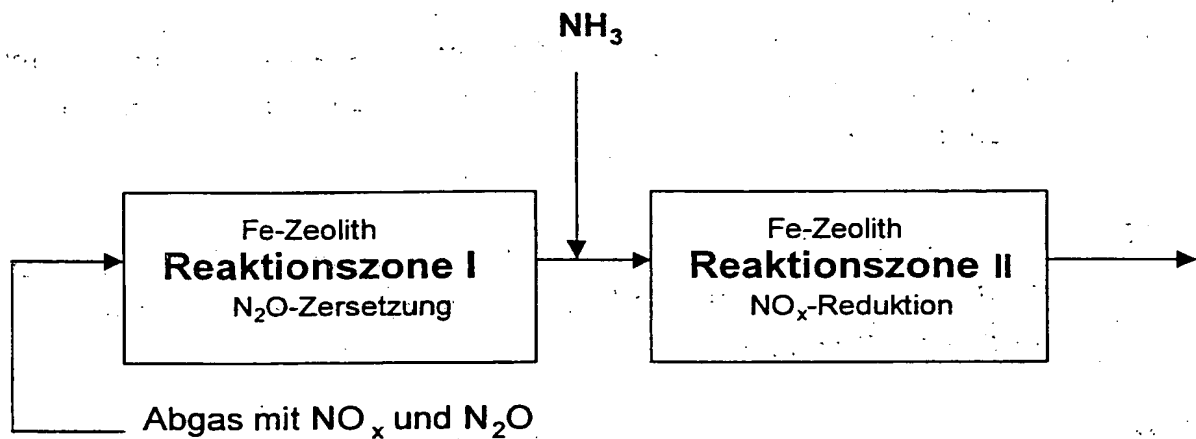 NH₃
Fe-Zeolith
Reaktionszone I
N₂O-Zersetzung
Fe-Zeolith
Reaktionszone II
NOₓ-Reduktion
Abgas mit NOₓ und N₂O